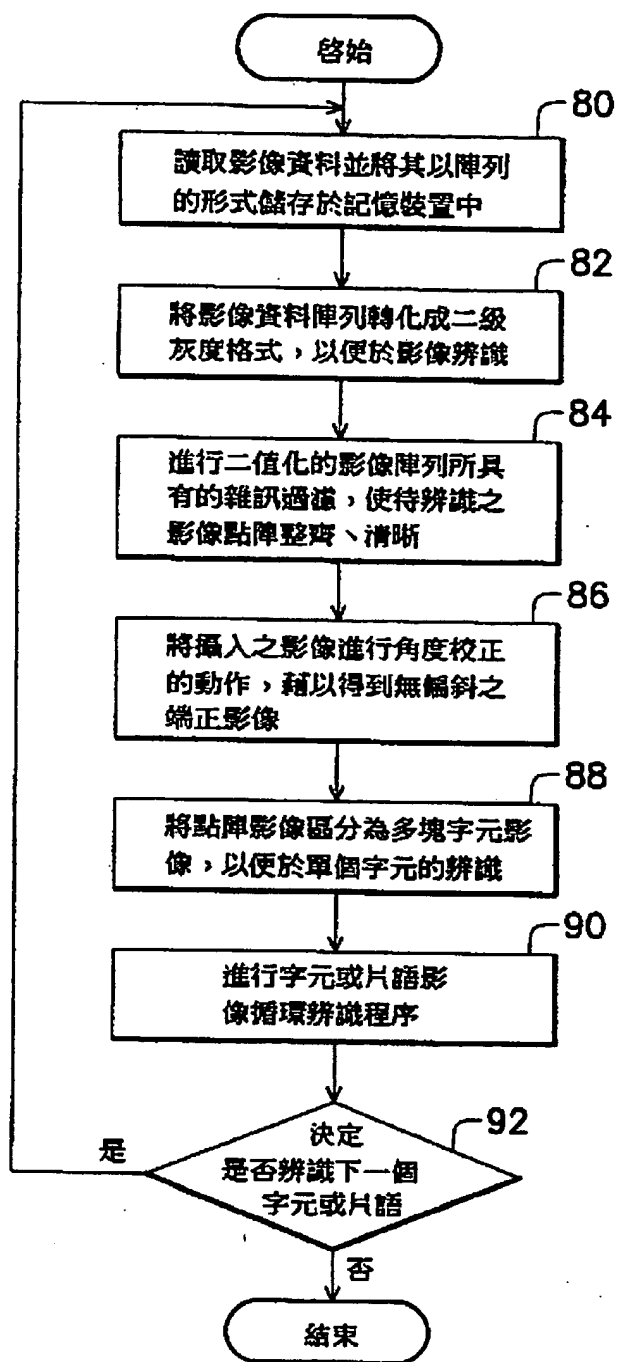 啓始
80
讀取影像資料並將其以陣列
的形式儲存於記憶裝置中
82
將影像資料陣列轉化成二級
灰度格式，以便於影像辨識
84
進行二值化的影像陣列所具
有的雜訊過濾，使待辨識之
影像點陣整齊、清晰
86
將攝入之影像進行角度校正
的動作，藉以得到無偏斜之
端正影像
88
將點陣影像區分為多塊字元影
像，以便於單個字元的辨識
90
進行字元或片語影
像循環辨識程序
92
決定
是否辨識下一個
字元或片語
是
否
結束